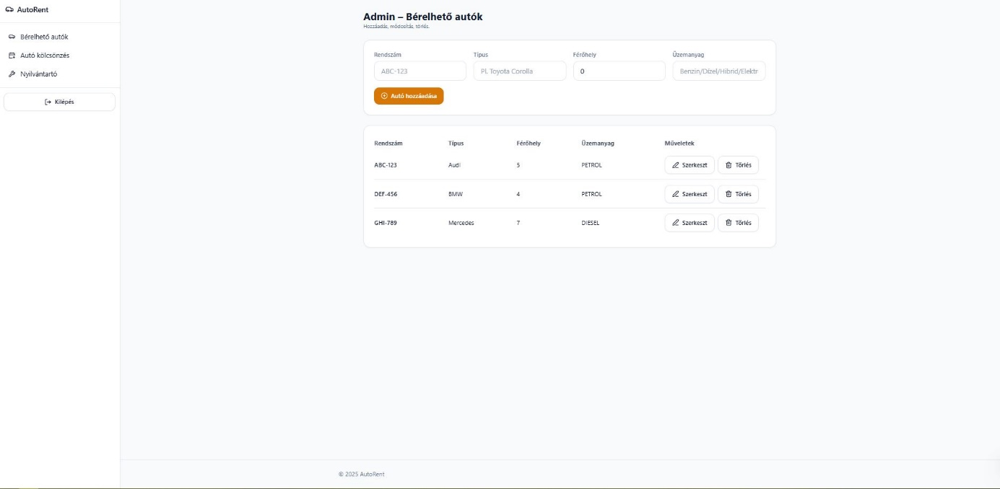 AutoRent
Bérelhető autók
Autó kölcsönzés
Nyilvántartó
Kilépés
Admin – Bérelhető autók
Hozzáadás, módosítás, törlés.
Rendszám Típus Férőhely Üzemanyag
ABC-123 Pl. Toyota Corolla 0 Benzin/Dízel/Hibrid/Elektr
Autó hozzáadása
Rendszám Típus Férőhely Üzemanyag Műveletek
ABC-123 Audi 5 PETROL Szerkeszt Törlés
DEF-456 BMW 4 PETROL Szerkeszt Törlés
GHI-789 Mercedes 7 DIESEL Szerkeszt Törlés
© 2025 AutoRent